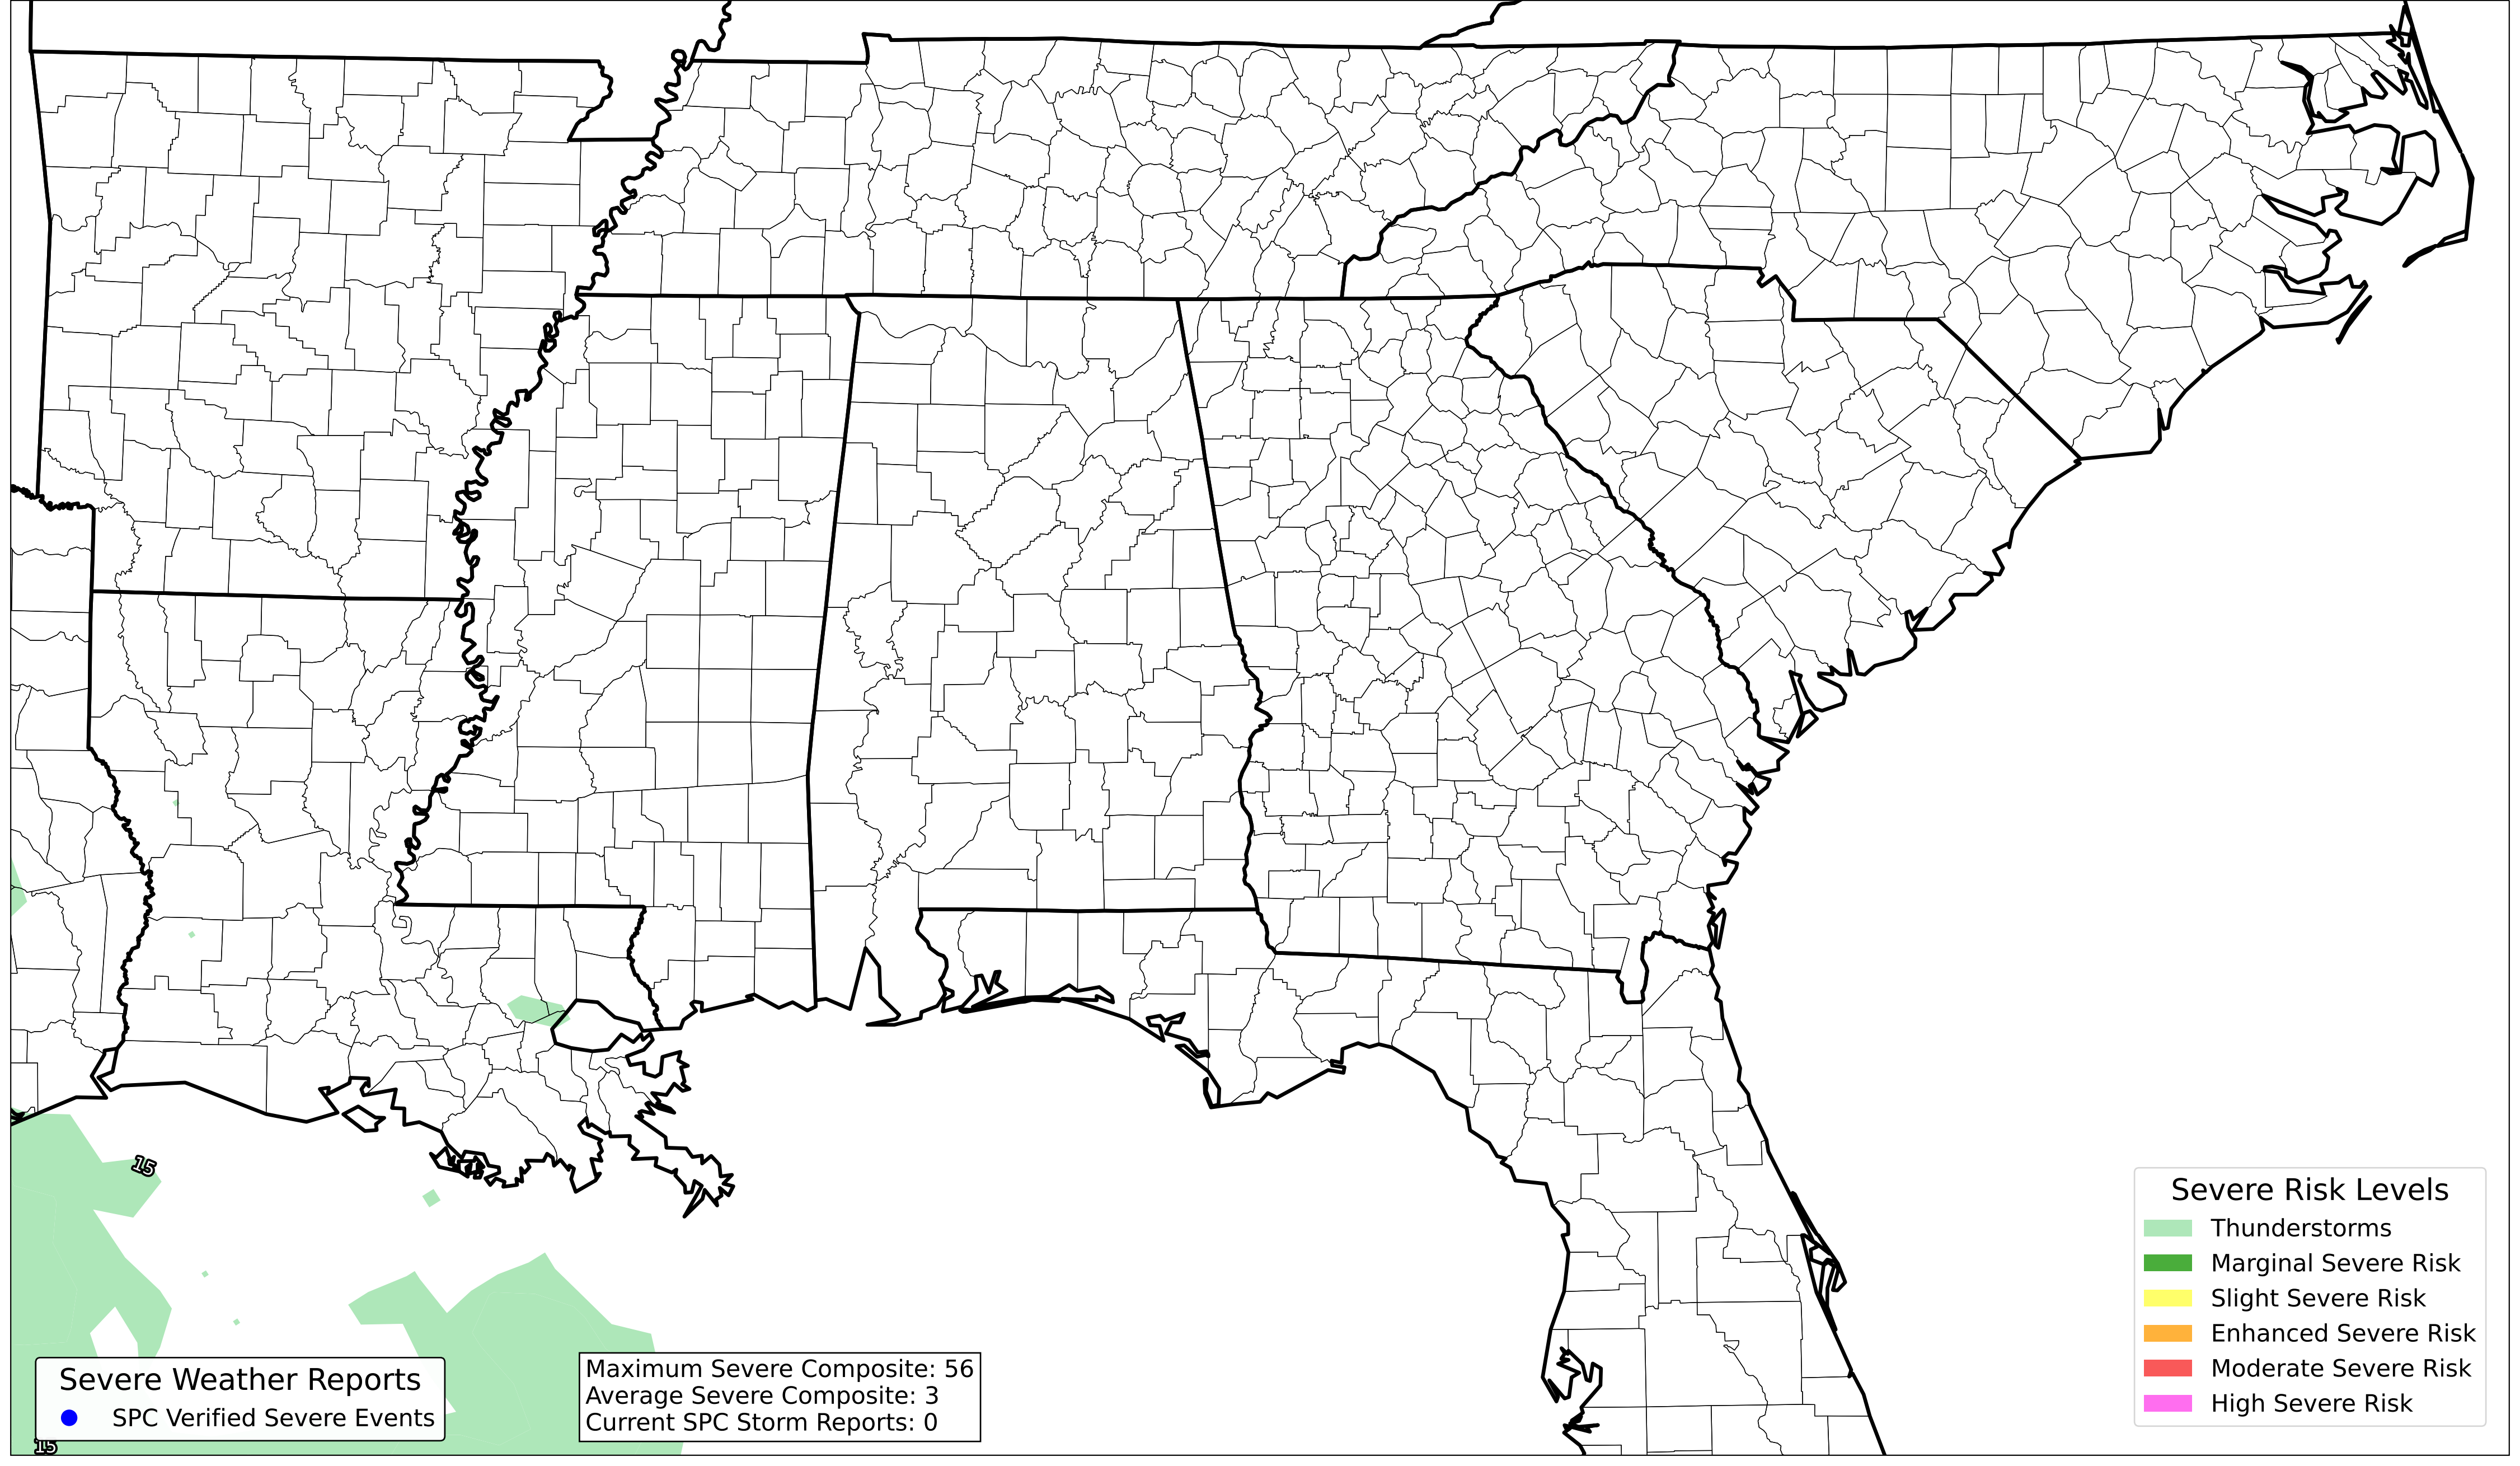 15
Severe Risk Levels
Thunderstorms
Marginal Severe Risk
Slight Severe Risk
Enhanced Severe Risk
Moderate Severe Risk
High Severe Risk
Severe Weather Reports
SPC Verified Severe Events
15
Maximum Severe Composite: 56
Average Severe Composite: 3
Current SPC Storm Reports: 0